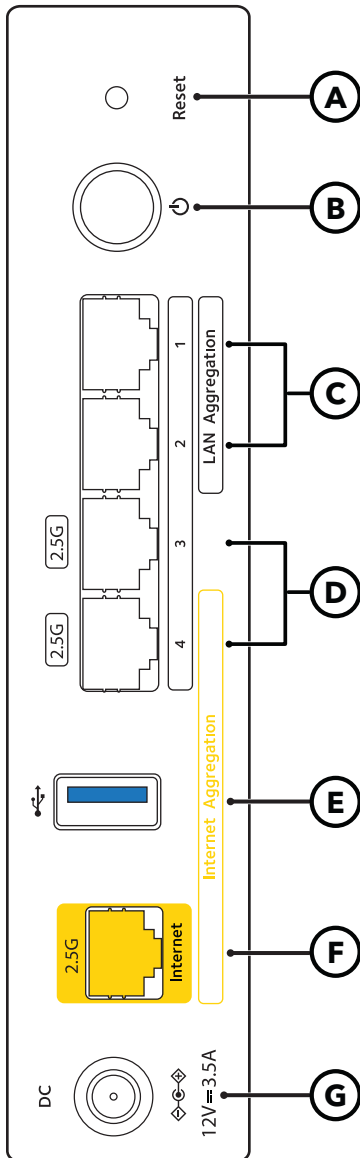 Reset
A
B
1
2
3
4
LAN Aggregation
C
2.5G
2.5G
D
Internet Aggregation
E
2.5G
Internet
F
DC
12V⎓3.5A
G